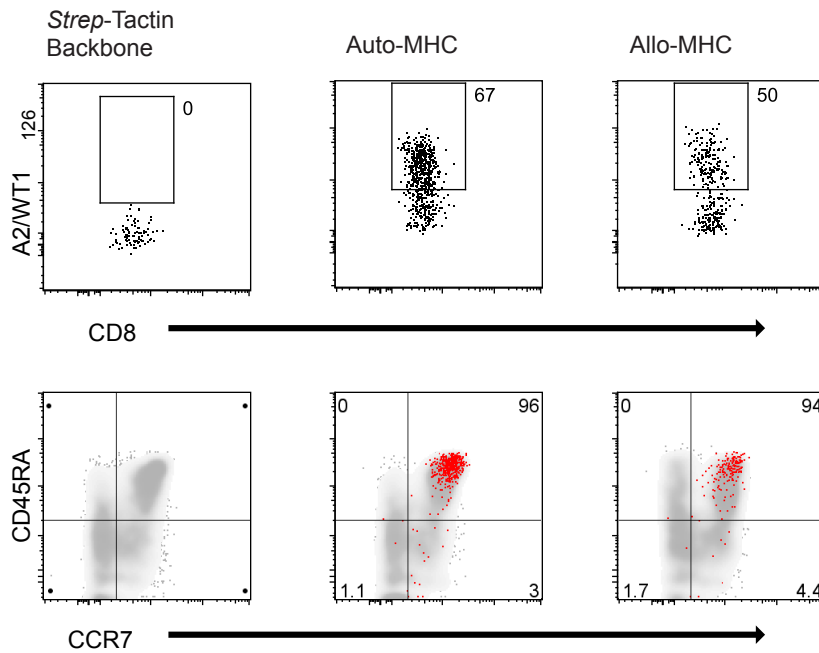 Strep-Tactin
Backbone
Auto-MHC
Allo-MHC
0
67
50
A2/WT1 126
CD8
0
96
0
94
CD45RA
1.1
3
1.7
4.4
CCR7